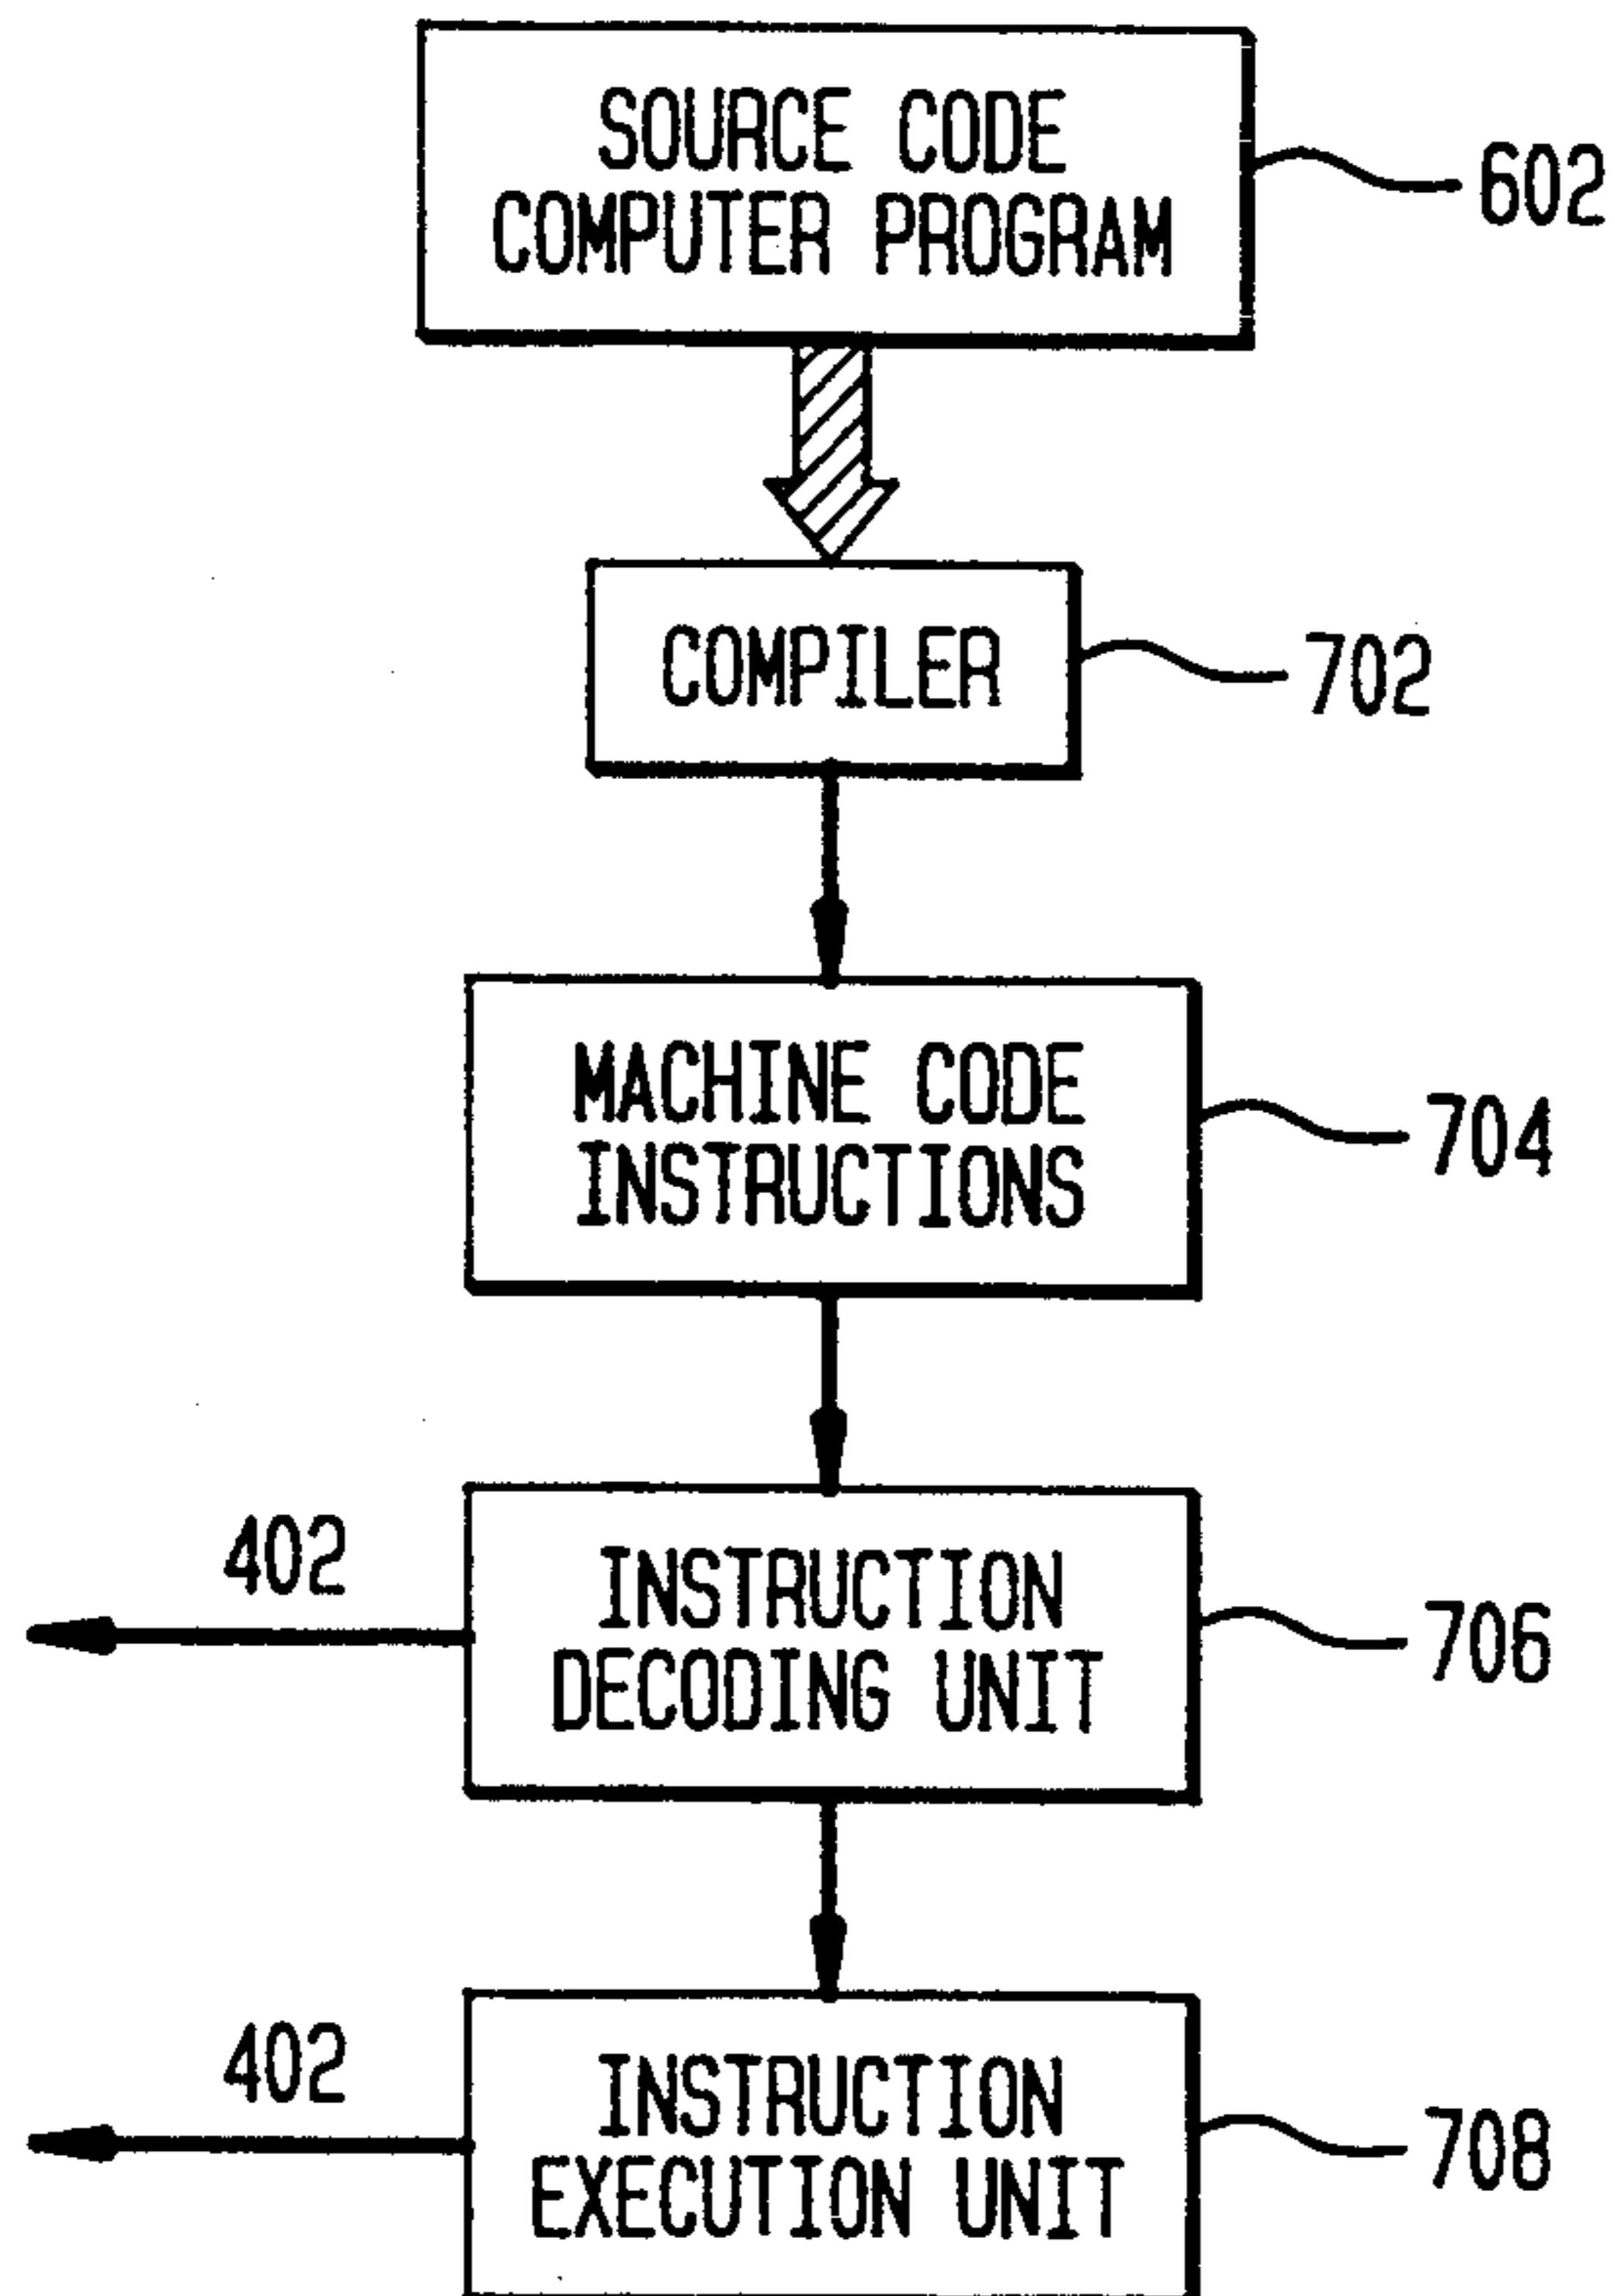 SOURCE CODE
COMPUTER PROGRAM
602
COMPILER
702
MACHINE CODE
INSTRUCTIONS
704
402
INSTRUCTION
DECODING UNIT
706
402
INSTRUCTION
EXECUTION UNIT
708